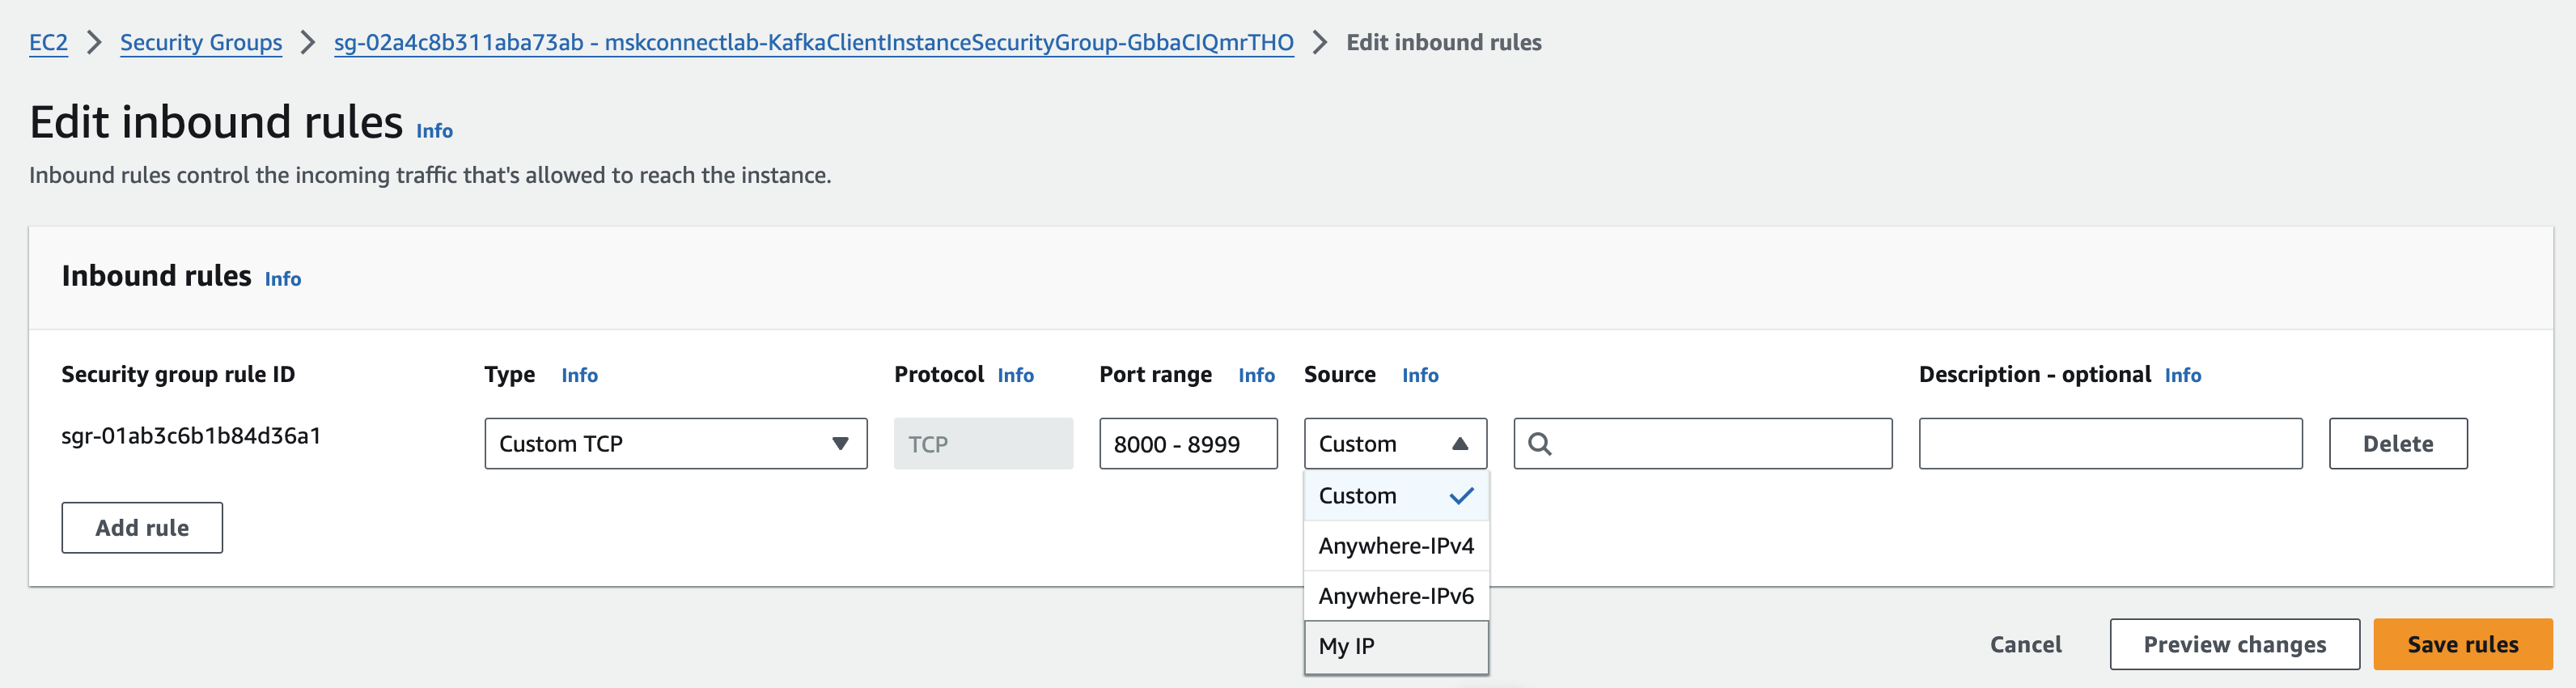 EC2 > Security Groups > sg-02a4c8b311aba73ab - mskconnectlab-KafkaClientInstanceSecurityGroup-GbbaCIQmrTHO > Edit inbound rules
Edit inbound rules Info
Inbound rules control the incoming traffic that's allowed to reach the instance.
Inbound rules Info
Security group rule ID Type Info Protocol Info Port range Info Source Info Description - optional Info
sgr-01ab3c6b1b84d36a1 Custom TCP TCP 8000 - 8999 Custom Delete
Custom
Add rule
Anywhere-IPv4
Anywhere-IPv6
My IP
Cancel Preview changes Save rules